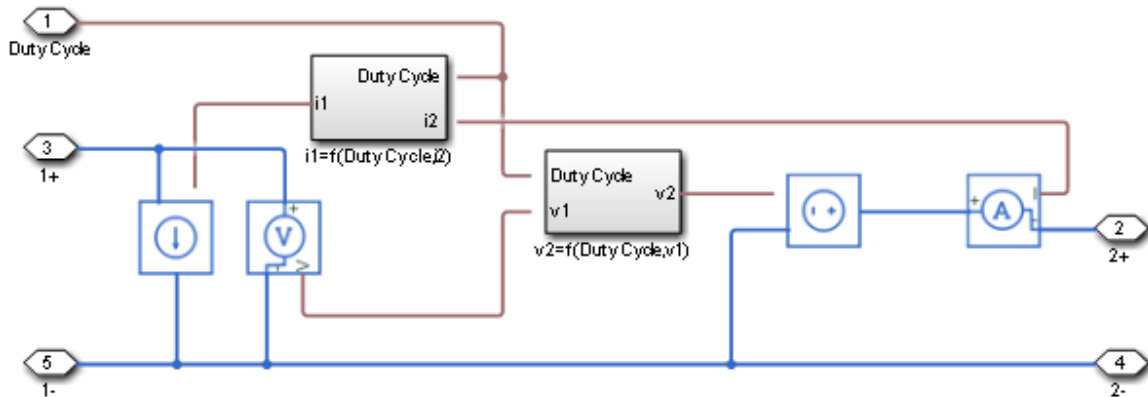 1
Duty Cycle
Duty Cycle
i1
i2
i1=f(Duty Cycle,i2)
3
1+
Duty Cycle
v2
v1
v2=f(Duty Cycle,v1)
+
V
-
V
- +
+
A
I
-
2
2+
5
1-
4
2-